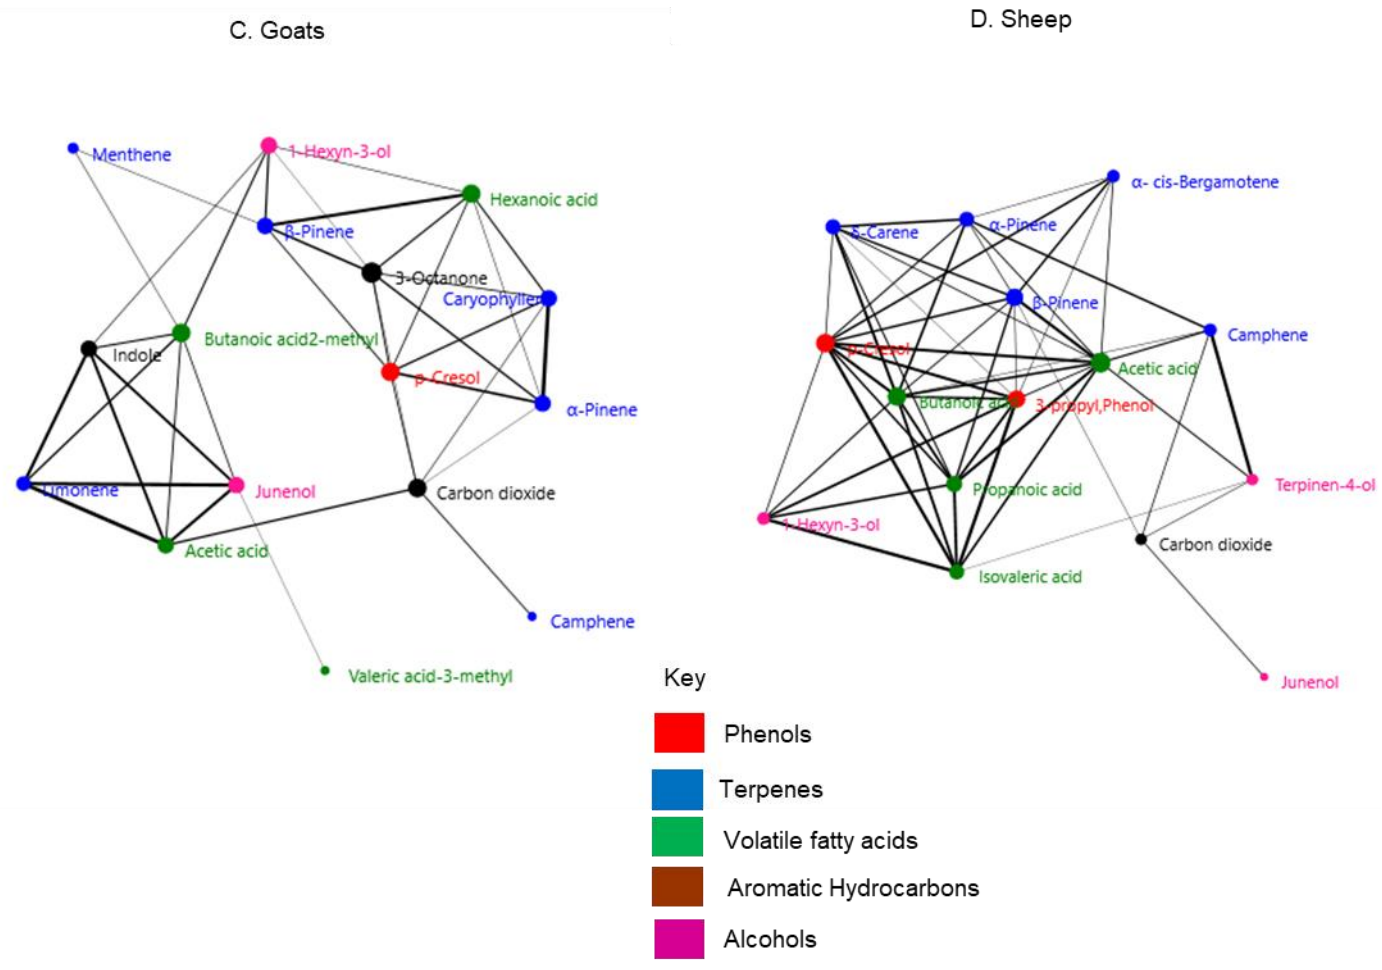 C. Goats
D. Sheep
Menthene
1-Hexyn-3-ol
Hexanoic acid
β-Pinene
3-Octanone
Caryophyller
Butanoic acid2-methyl
Indole
p-Cresol
α-Pinene
Limonene
Junenol
Carbon dioxide
Acetic acid
Camphene
Valeric acid-3-methyl
α- cis-Bergamotene
δ-Carene
α-Pinene
β-Pinene
Camphene
p-Cresol
Acetic acid
Butanoic acid
3-propyl,Phenol
Propanoic acid
Terpinen-4-ol
1-Hexyn-3-ol
Carbon dioxide
Isovaleric acid
Junenol
Key
Phenols
Terpenes
Volatile fatty acids
Aromatic Hydrocarbons
Alcohols